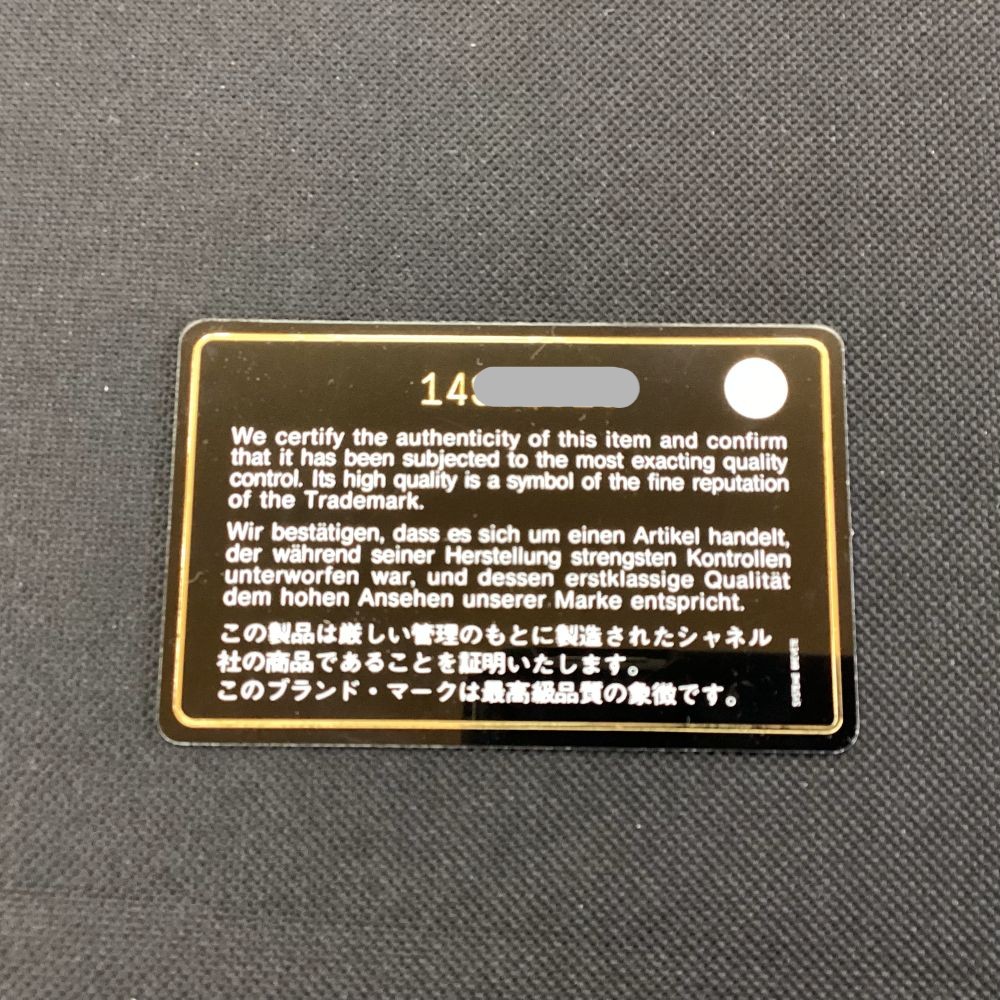 14
We certify the authenticity of this item and confirm
that it has been subjected to the most exacting quality
control. Its high quality is a symbol of the fine reputation
of the Trademark.
Wir bestätigen, dass es sich um einen Artikel handelt,
der während seiner Herstellung strengsten Kontrollen
unterworfen war, und dessen erstklassige Qualität
dem hohen Ansehen unserer Marke entspricht.
この製品は厳しい管理のもとに製造されたシャネル
社の商品であることを証明いたします。
このブランド・マークは最高級品質の象徴です。